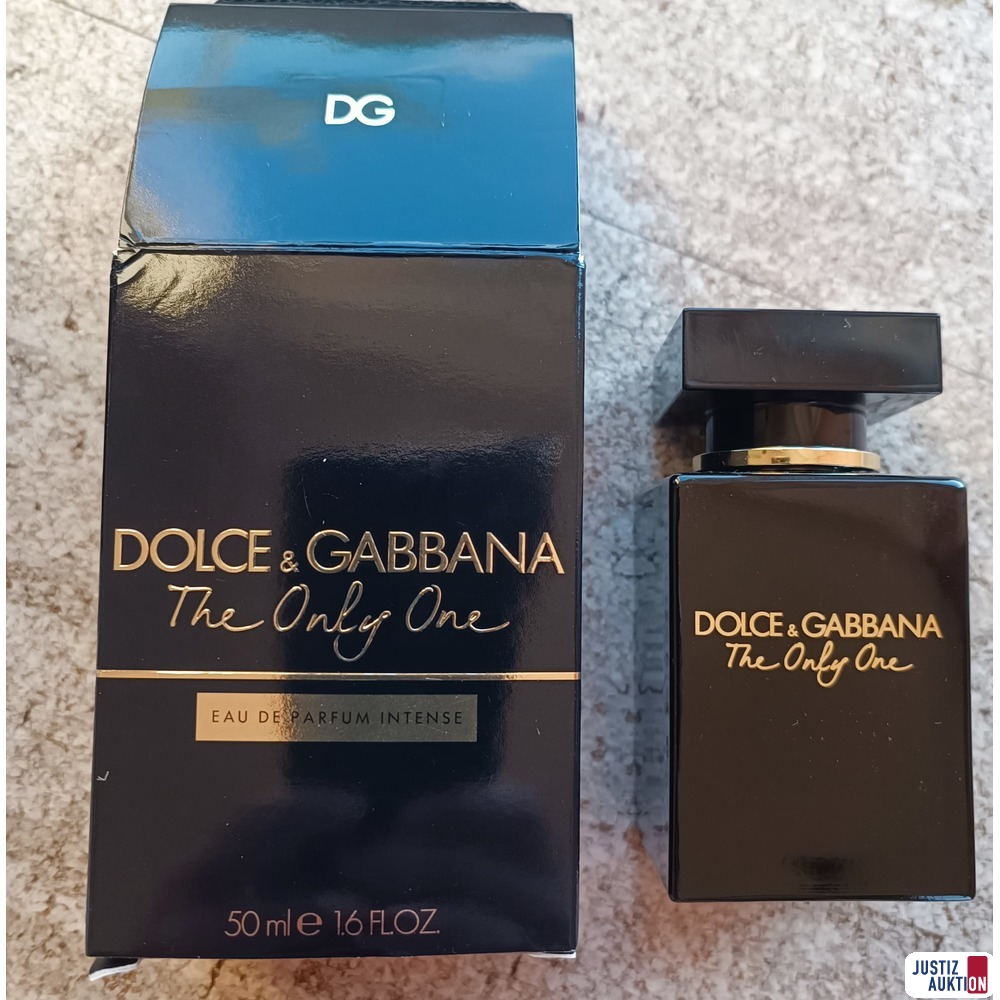 DG
DOLCE & GABBANA
The Only One
EAU DE PARFUM INTENSE
50 ml e 1.6 FL.OZ.
DOLCE & GABBANA
The Only One
JUSTIZ
AUKTION